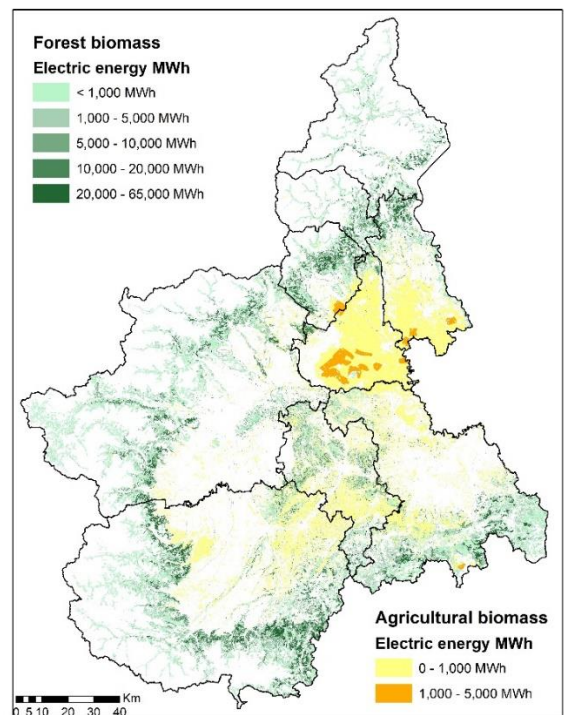 Forest biomass
Electric energy MWh
< 1,000 MWh
1,000 - 5,000 MWh
5,000 - 10,000 MWh
10,000 - 20,000 MWh
20,000 - 65,000 MWh
Agricultural biomass
Electric energy MWh
0 - 1,000 MWh
1,000 - 5,000 MWh
Km
0 5 10 20 30 40